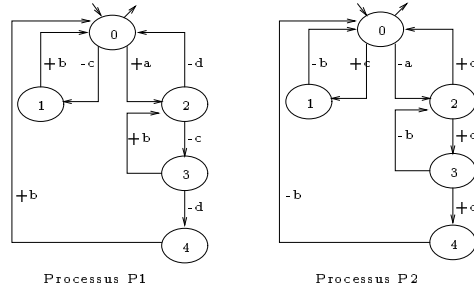 0
+b
-c
+a
-d
1
2
+b
-c
3
-d
+b
4
Processus P1
0
-b
+c
-a
+d
1
2
-b
+c
3
+d
-b
4
Processus P2